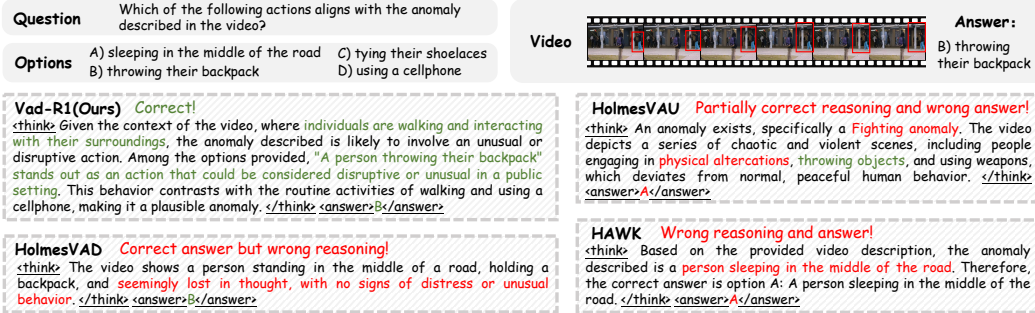 Question
Which of the following actions aligns with the anomaly
described in the video?
Options
A) sleeping in the middle of the road
B) throwing their backpack
C) tying their shoelaces
D) using a cellphone
Video
Answer:
B) throwing
their backpack
Vad-R1(Ours) Correct!
<think> Given the context of the video, where individuals are walking and interacting
with their surroundings, the anomaly described is likely to involve an unusual or
disruptive action. Among the options provided, "A person throwing their backpack"
stands out as an action that could be considered disruptive or unusual in a public
setting. This behavior contrasts with the routine activities of walking and using a
cellphone, making it a plausible anomaly. </think> <answer>B</answer>
HolmesVAD Correct answer but wrong reasoning!
<think> The video shows a person standing in the middle of a road, holding a
backpack, and seemingly lost in thought, with no signs of distress or unusual
behavior. </think> <answer>B</answer>
HolmesVAU Partially correct reasoning and wrong answer!
<think> An anomaly exists, specifically a Fighting anomaly. The video
depicts a series of chaotic and violent scenes, including people
engaging in physical altercations, throwing objects, and using weapons,
which deviates from normal, peaceful human behavior. </think>
<answer>A</answer>
HAWK Wrong reasoning and answer!
<think> Based on the provided video description, the anomaly
described is a person sleeping in the middle of the road. Therefore,
the correct answer is option A: A person sleeping in the middle of the
road. </think> <answer>A</answer>